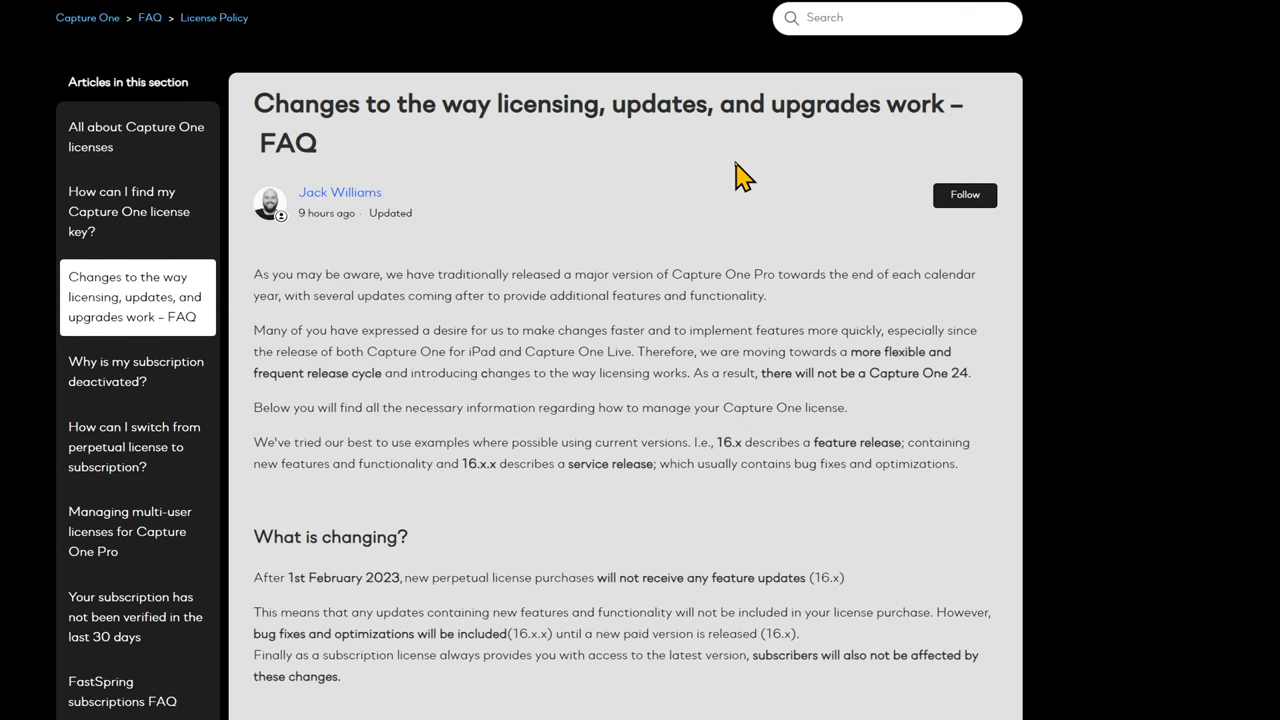 Capture One > FAQ > License Policy
Search
Articles in this section
All about Capture One
licenses
How can I find my
Capture One license
key?
Changes to the way
licensing, updates, and
upgrades work – FAQ
Why is my subscription
deactivated?
How can I switch from
perpetual license to
subscription?
Managing multi-user
licenses for Capture
One Pro
Your subscription has
not been verified in the
last 30 days
FastSpring
subscriptions FAQ
Changes to the way licensing, updates, and upgrades work –
FAQ
Jack Williams
9 hours ago · Updated
Follow
As you may be aware, we have traditionally released a major version of Capture One Pro towards the end of each calendar
year, with several updates coming after to provide additional features and functionality.
Many of you have expressed a desire for us to make changes faster and to implement features more quickly, especially since
the release of both Capture One for iPad and Capture One Live. Therefore, we are moving towards a more flexible and
frequent release cycle and introducing changes to the way licensing works. As a result, there will not be a Capture One 24.
Below you will find all the necessary information regarding how to manage your Capture One license.
We've tried our best to use examples where possible using current versions. I.e., 16.x describes a feature release; containing
new features and functionality and 16.x.x describes a service release; which usually contains bug fixes and optimizations.
What is changing?
After 1st February 2023, new perpetual license purchases will not receive any feature updates (16.x)
This means that any updates containing new features and functionality will not be included in your license purchase. However,
bug fixes and optimizations will be included(16.x.x) until a new paid version is released (16.x).
Finally as a subscription license always provides you with access to the latest version, subscribers will also not be affected by
these changes.